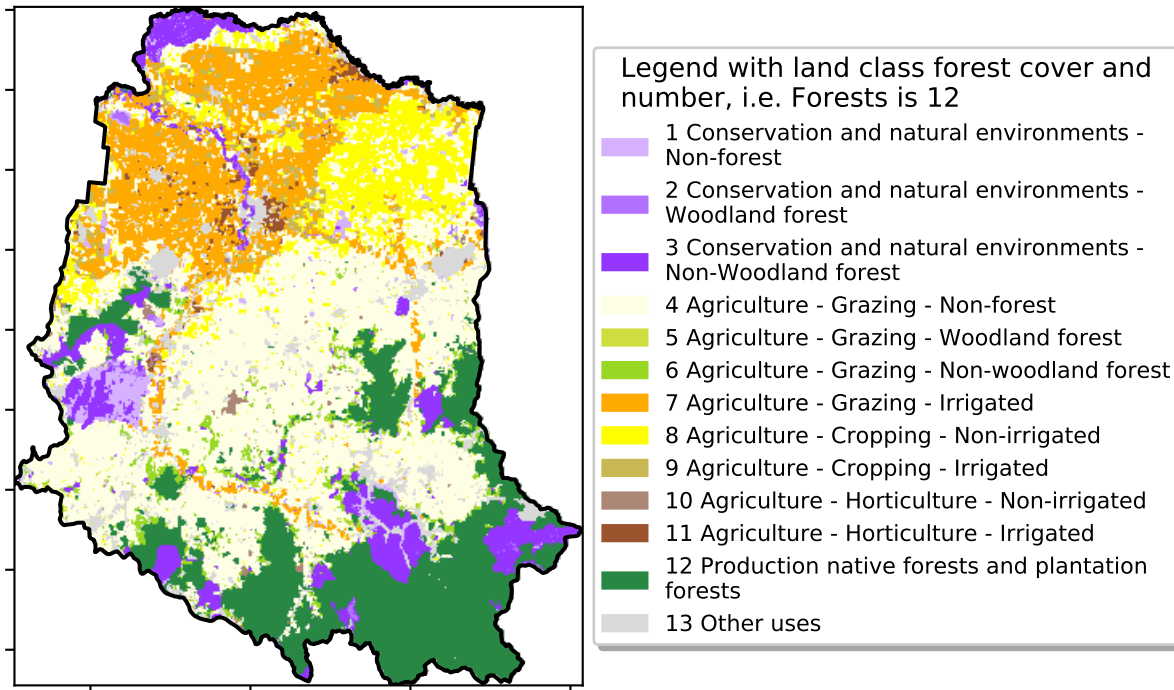 Legend with land class forest cover and
number, i.e. Forests is 12
1 Conservation and natural environments -
Non-forest
2 Conservation and natural environments -
Woodland forest
3 Conservation and natural environments -
Non-Woodland forest
4 Agriculture - Grazing - Non-forest
5 Agriculture - Grazing - Woodland forest
6 Agriculture - Grazing - Non-woodland forest
7 Agriculture - Grazing - Irrigated
8 Agriculture - Cropping - Non-irrigated
9 Agriculture - Cropping - Irrigated
10 Agriculture - Horticulture - Non-irrigated
11 Agriculture - Horticulture - Irrigated
12 Production native forests and plantation
forests
13 Other uses